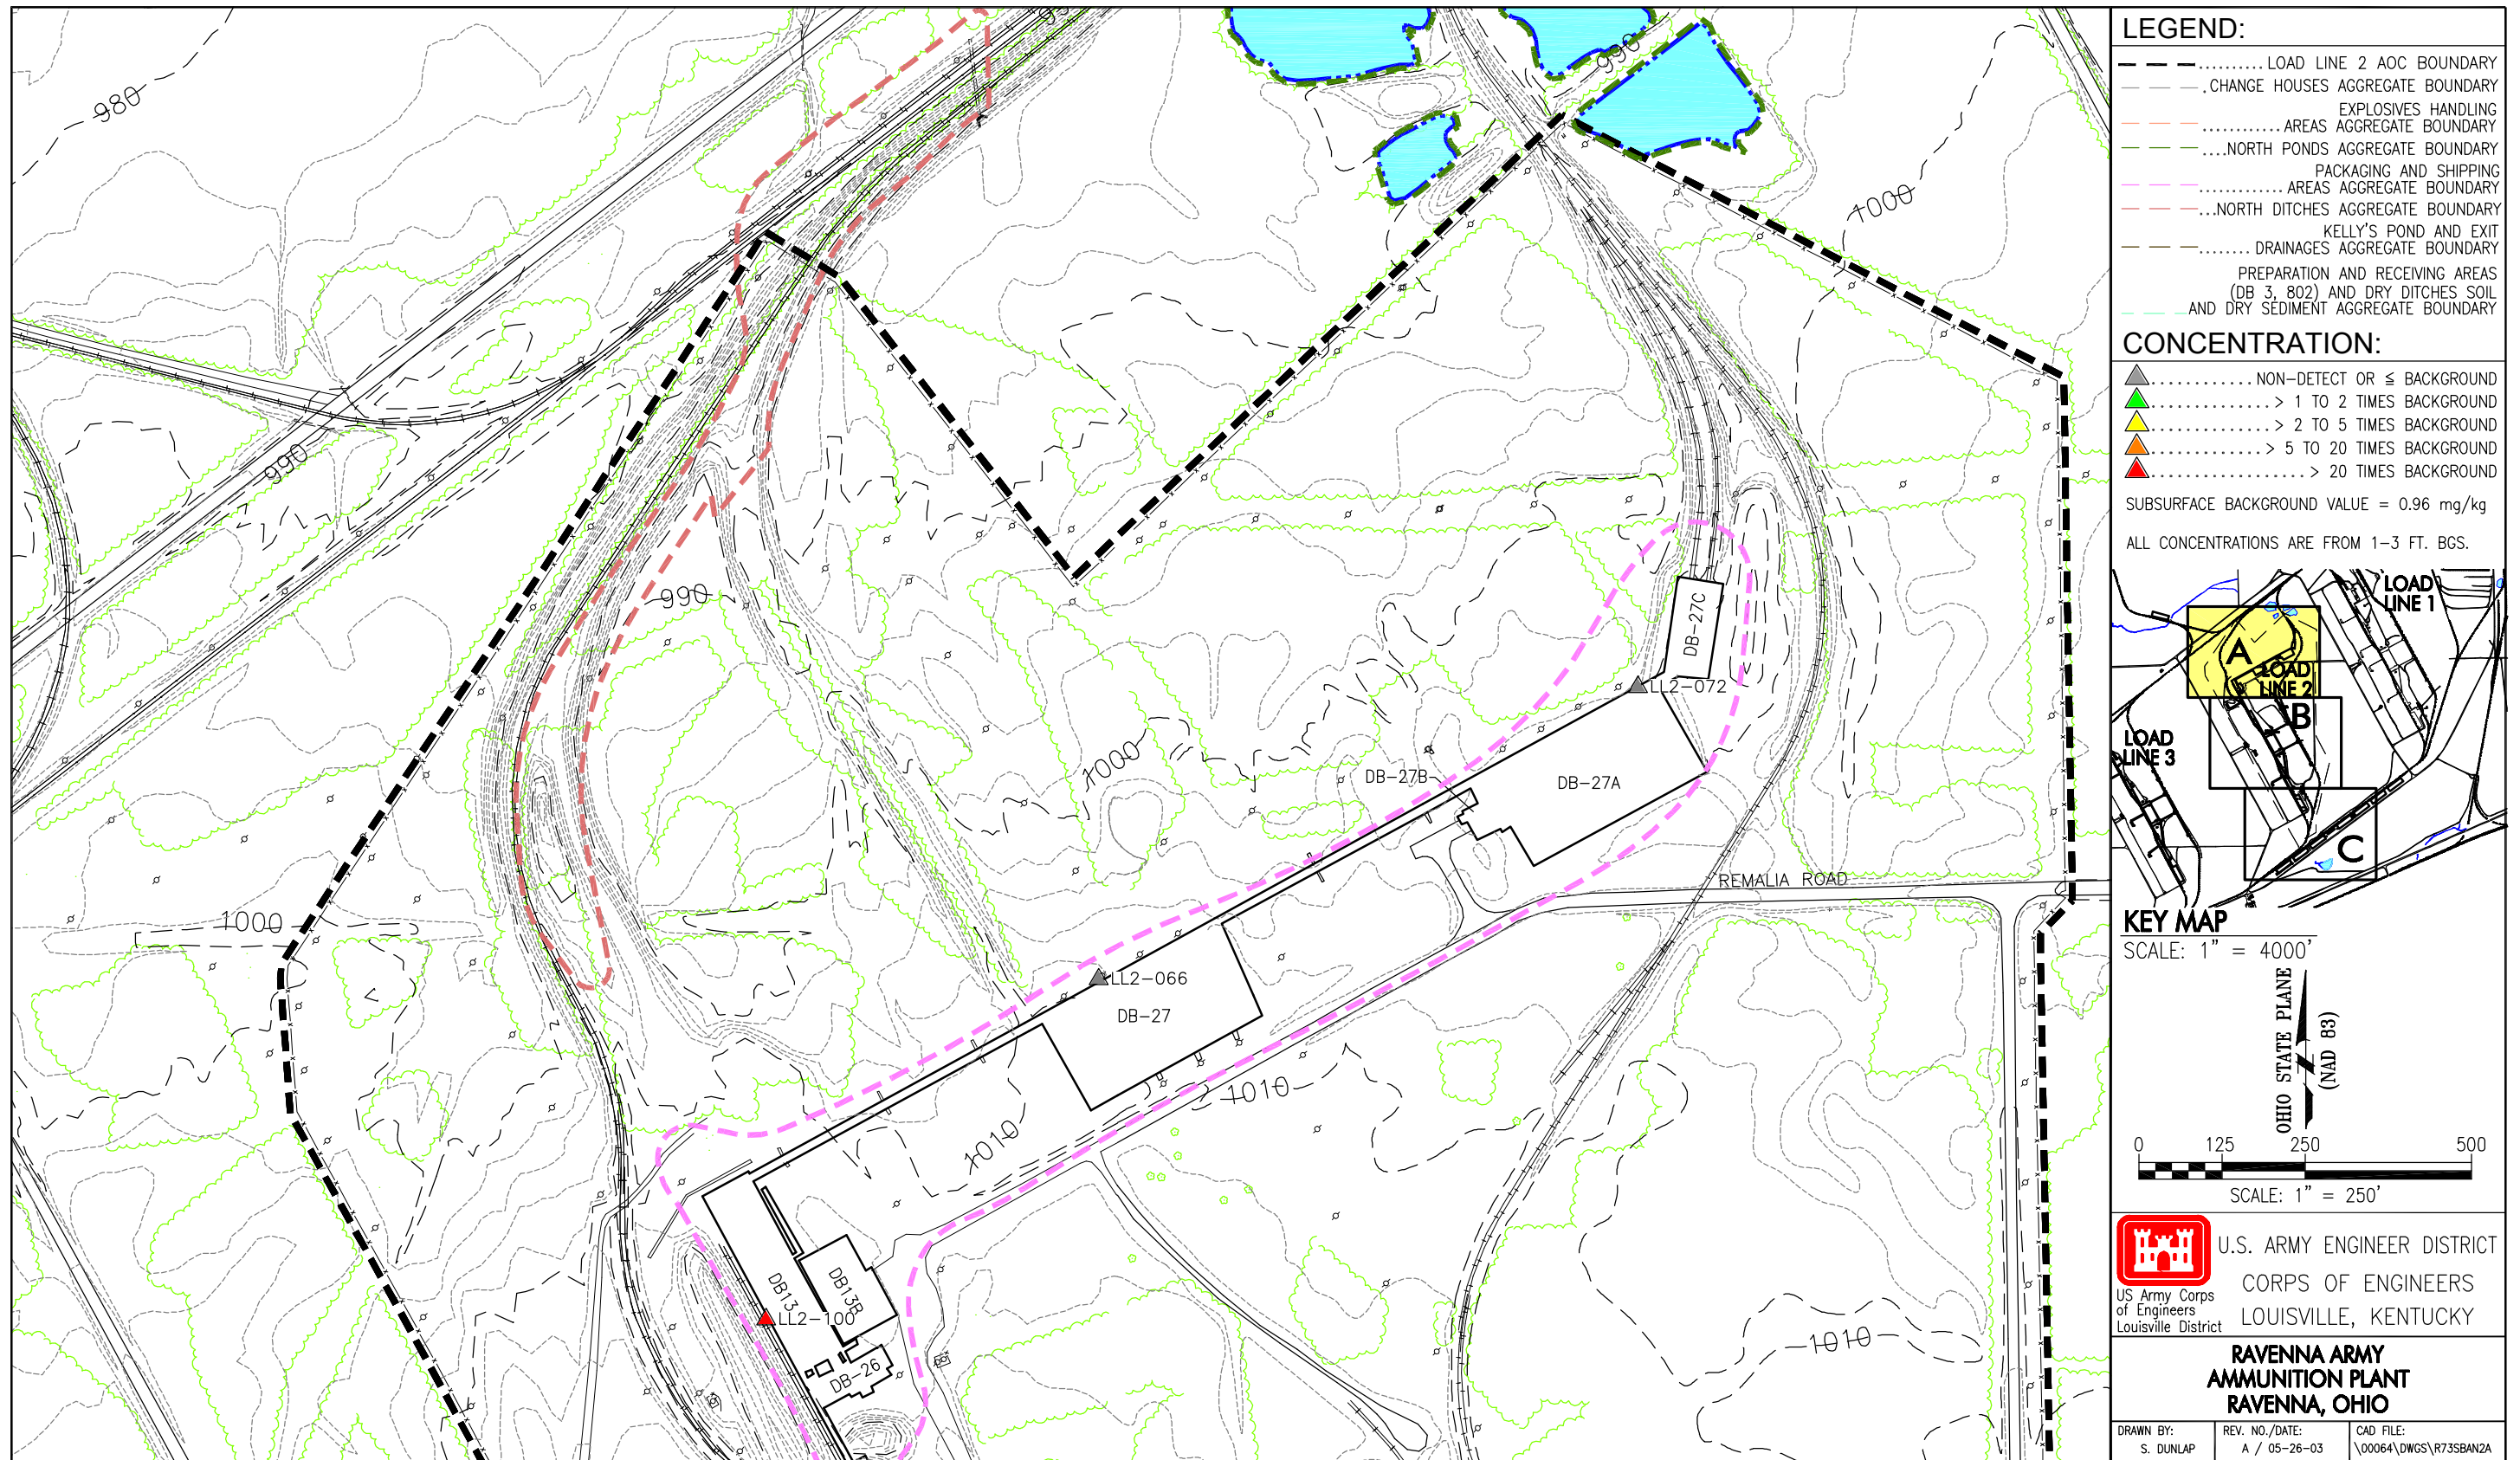 980
990
990
1000
990
DB-27C
LL2-072
1000
DB-27B
DB-27A
REMALIA ROAD
1000
LL2-066
DB-27
1010
1010
DB13
DB13B
LL2-100
DB-26
1010
LEGEND:
LOAD LINE 2 AOC BOUNDARY
CHANGE HOUSES AGGREGATE BOUNDARY
EXPLOSIVES HANDLING
AREAS AGGREGATE BOUNDARY
NORTH PONDS AGGREGATE BOUNDARY
PACKAGING AND SHIPPING
AREAS AGGREGATE BOUNDARY
NORTH DITCHES AGGREGATE BOUNDARY
KELLY'S POND AND EXIT
DRAINAGES AGGREGATE BOUNDARY
PREPARATION AND RECEIVING AREAS
(DB 3, 802) AND DRY DITCHES SOIL
AND DRY SEDIMENT AGGREGATE BOUNDARY
CONCENTRATION:
NON-DETECT OR ≤ BACKGROUND
> 1 TO 2 TIMES BACKGROUND
> 2 TO 5 TIMES BACKGROUND
> 5 TO 20 TIMES BACKGROUND
> 20 TIMES BACKGROUND
SUBSURFACE BACKGROUND VALUE = 0.96 mg/kg
ALL CONCENTRATIONS ARE FROM 1-3 FT. BGS.
LOAD
LINE 1
A
LOAD
LINE 2
B
LOAD
LINE 3
C
KEY MAP
SCALE: 1" = 4000'
OHIO STATE PLANE
(NAD 83)
0 125 250 500
SCALE: 1" = 250'
US Army Corps
of Engineers
Louisville District
U.S. ARMY ENGINEER DISTRICT
CORPS OF ENGINEERS
LOUISVILLE, KENTUCKY
RAVENNA ARMY
AMMUNITION PLANT
RAVENNA, OHIO
DRAWN BY:
S. DUNLAP
REV. NO./DATE:
A / 05-26-03
CAD FILE:
\00064\DWGS\R73SBAN2A